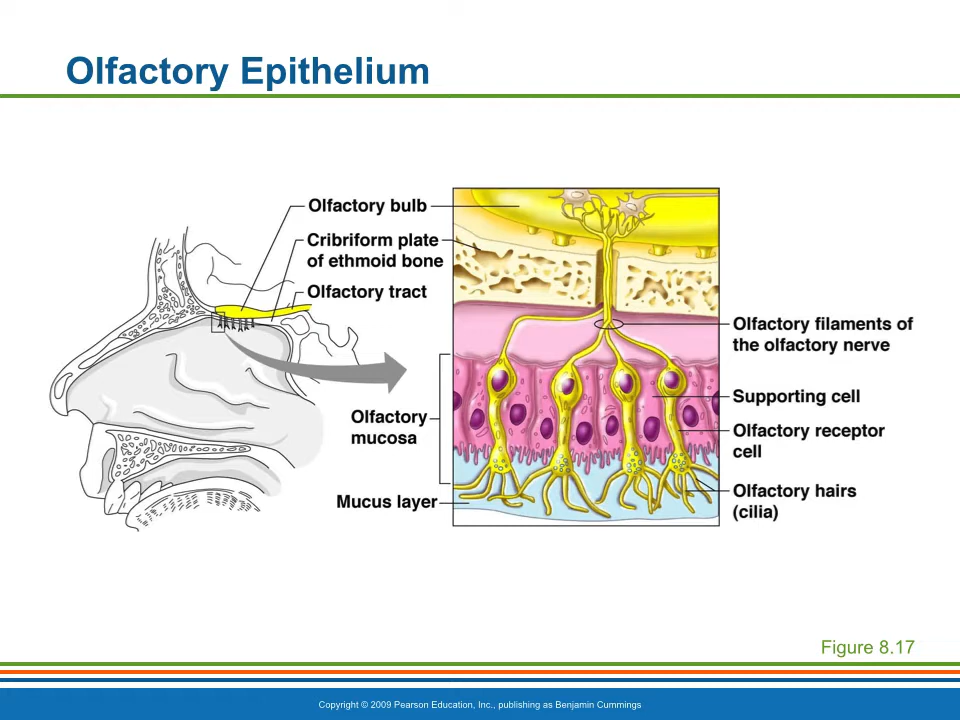 Olfactory Epithelium
Olfactory bulb
Cribriform plate
of ethmoid bone
Olfactory tract
Olfactory
mucosa
Mucus layer
Olfactory filaments of
the olfactory nerve
Supporting cell
Olfactory receptor
cell
Olfactory hairs
(cilia)
Figure 8.17
Copyright © 2009 Pearson Education, Inc., publishing as Benjamin Cummings